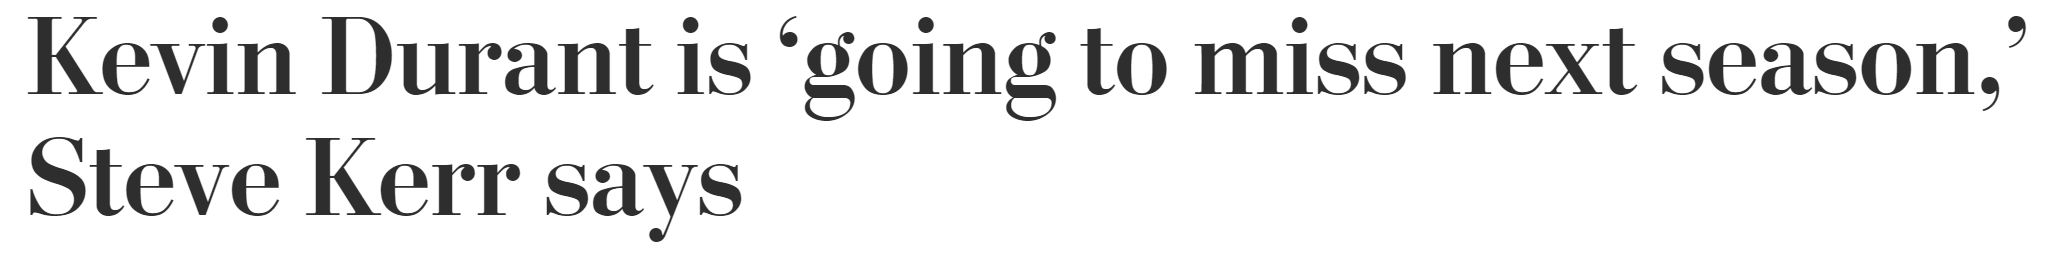 Kevin Durant is ‘going to miss next season,’
Steve Kerr says